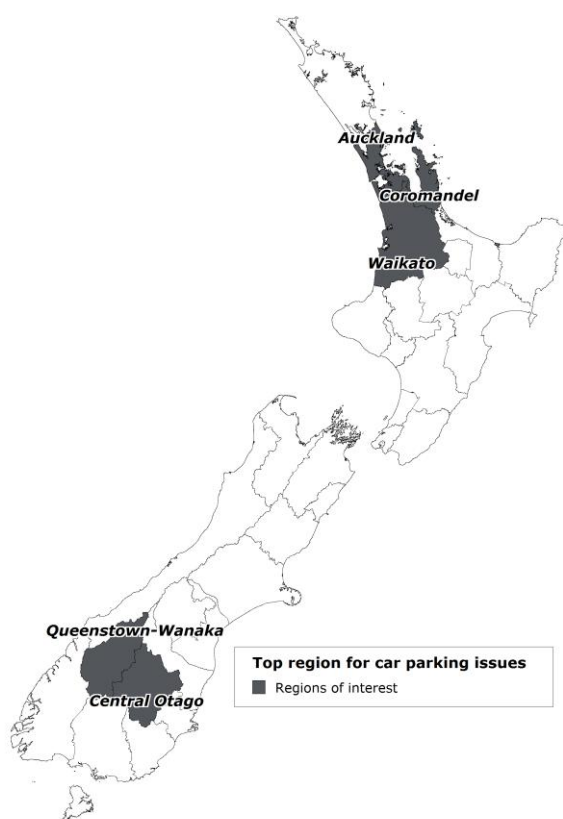 Auckland
Coromandel
Waikato
Queenstown-Wanaka
Central Otago
Top region for car parking issues
Regions of interest